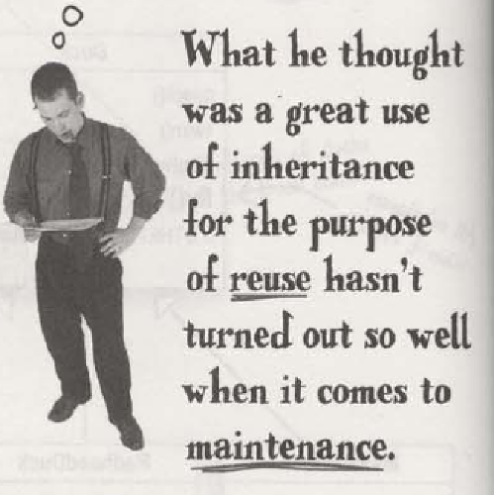 What he thought
was a great use
of inheritance
for the purpose
of reuse hasn't
turned out so well
when it comes to
maintenance.